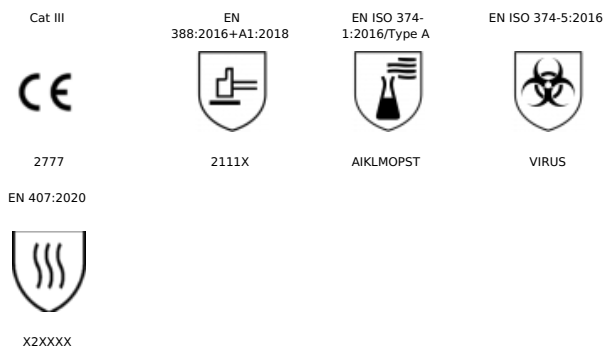 Cat III
EN
388:2016+A1:2018
EN ISO 374-
1:2016/Type A
EN ISO 374-5:2016
CE
2777
2111X
AIKLMOPST
VIRUS
EN 407:2020
X2XXXX